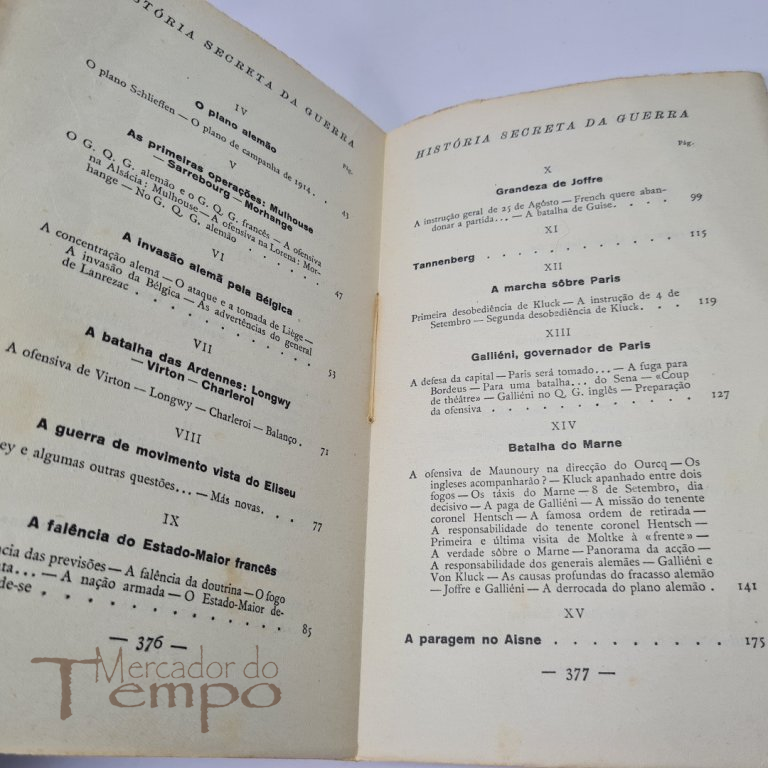 HISTÓRIA SECRETA DA GUERRA
Pág.
IV
O plano alemão
O plano Schlieffen — O plano de campanha de 1914. . . 43
V
As primeiras operações: Mulhouse
— Sarrebourg — Morhange
O G. Q. G. alemão e o G. Q. G. francês — A ofensiva
na Alsácia: Mulhouse — A ofensiva na Lorena: Mor-
hange — No G. Q. G. alemão . . . . . . . 47
VI
A invasão alemã pela Bélgica
A concentração alemã — O ataque e a tomada de Liége —
A invasão da Bélgica — As advertências do general
de Lanrezac . . . . . . . . . . . 53
VII
A batalha das Ardennes: Longwy
— Virton — Charleroi
A ofensiva de Virton — Longwy — Charleroi — Balanço . 71
VIII
A guerra de movimento vista do Eliseu
ey e algumas outras questões... — Más novas. . . 77
IX
A falência do Estado-Maior francês
ncia das previsões — A falência da doutrina — O fogo
ta... — A nação armada — O Estado-Maior de-
de-se . . . . . . . . . . . . 85
— 376 —
Mercador do
Tempo
HISTÓRIA SECRETA DA GUERRA
Pág.
X
Grandeza de Joffre
A instrução geral de 25 de Agôsto — French quere aban-
donar a partida... — A batalha de Guise. . . . . 99
XI
Tannenberg . . . . . . . . . . . . 115
XII
A marcha sôbre Paris
Primeira desobediência de Kluck — A instrução de 4 de
Setembro — Segunda desobediência de Kluck. . . . 119
XIII
Galliéni, governador de Paris
A defesa da capital — Paris será tomado... — A fuga para
Bordeus — Para uma batalha... do Sena — «Coup
de théâtre» — Galliéni no Q. G. inglês — Preparação
da ofensiva . . . . . . . . . . . . 127
XIV
Batalha do Marne
A ofensiva de Maunoury na direcção do Ourcq — Os
ingleses acompanharão? — Kluck apanhado entre dois
fogos — Os táxis do Marne — 8 de Setembro, dia
decisivo — A paga de Galliéni — A missão do tenente
coronel Hentsch — A famosa ordem de retirada —
A responsabilidade do tenente coronel Hentsch —
Primeira e última visita de Moltke à «frente» —
A verdade sôbre o Marne — Panorama da acção —
A responsabilidade dos generais alemães — Galliéni e
Von Kluck — As causas profundas do fracasso alemão
— Joffre e Galliéni — A derrocada do plano alemão . 141
XV
A paragem no Aisne . . . . . . . . . . 175
— 377 —